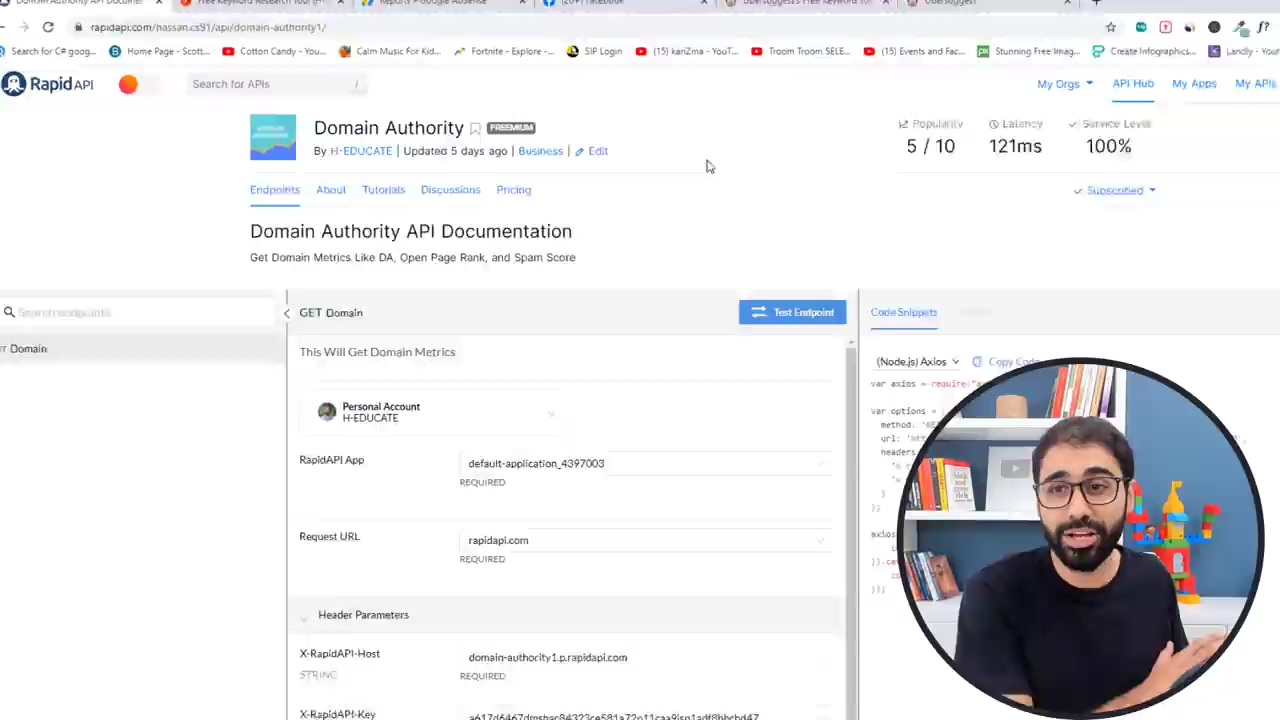 Reports - Google AdSense
rapidapi.com/hassan.cs91/api/domain-authority1/
Search for C# goog...
Home Page - Scott...
Cotton Candy - You...
Calm Music For Kid...
Fortnite - Explore -...
SIP Login
(15) kariZma - YouT...
Troom Troom SELE...
(15) Events and Fac...
Stunning Free Imag...
Create Infographics...
Landly - Your
Rapid API
Search for APIs
/
My Orgs
API Hub
My Apps
My APIs
Domain Authority
FREEMIUM
Popularity
Latency
Service Level
By H-EDUCATE | Updated 5 days ago | Business | Edit
5 / 10
121ms
100%
Endpoints
About
Tutorials
Discussions
Pricing
Subscribed
Domain Authority API Documentation
Get Domain Metrics Like DA, Open Page Rank, and Spam Score
Search endpoints
GET Domain
Test Endpoint
Code Snippets
Domain
This Will Get Domain Metrics
(Node.js) Axios
Copy Code
Personal Account
H-EDUCATE
var axios = require("a
var options =
method:
url:
headers
RapidAPI App
default-application_4397003
REQUIRED
Request URL
rapidapi.com
REQUIRED
Header Parameters
X-RapidAPI-Host
domain-authority1.p.rapidapi.com
STRING
REQUIRED
X-RapidAPI-Key